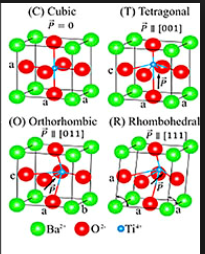 (C) Cubic
P⃗ = 0
(T) Tetragonal
P⃗ ∥ [001]
a
a
a
c
P⃗
a
a
(O) Orthorhombic
P⃗ ∥ [011]
(R) Rhombohedral
P⃗ ∥ [111]
c
P⃗
a
b
P⃗
a
a
Ba²⁺
O²⁻
Ti⁴⁺